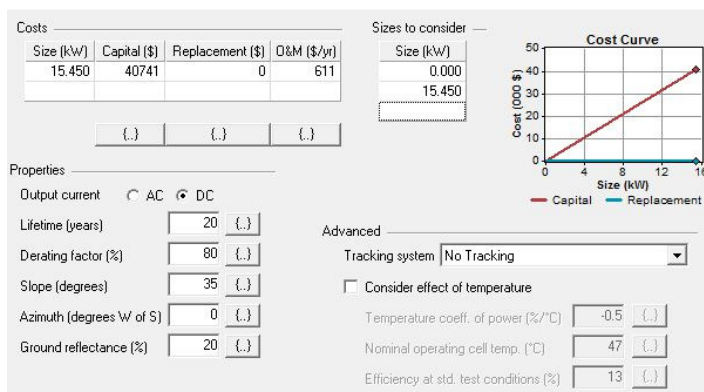 Costs
Size (kW) Capital ($) Replacement ($) O&M ($/yr)
15.450 40741 0 611
{..} {..} {..}
Sizes to consider
Size (kW)
0.000
15.450
Cost Curve
Cost (000 $)
50
40
30
20
10
0
0 4 8 12 16
Size (kW)
Capital Replacement
Properties
Output current AC DC
Lifetime (years) 20 {..}
Derating factor (%) 80 {..}
Slope (degrees) 35 {..}
Azimuth (degrees W of S) 0 {..}
Ground reflectance (%) 20 {..}
Advanced
Tracking system No Tracking
Consider effect of temperature
Temperature coeff. of power (%/°C) -0.5 {..}
Nominal operating cell temp. (°C) 47 {..}
Efficiency at std. test conditions (%) 13 {..}